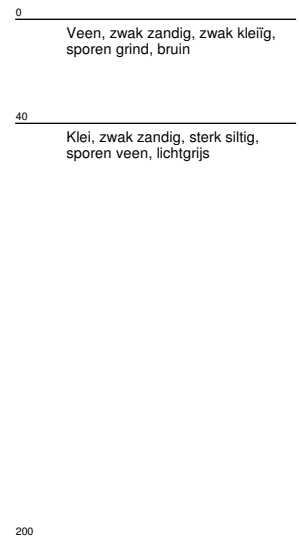 0
Veen, zwak zandig, zwak kleiïg,
sporen grind, bruin
40
Klei, zwak zandig, sterk siltig,
sporen veen, lichtgrijs
200